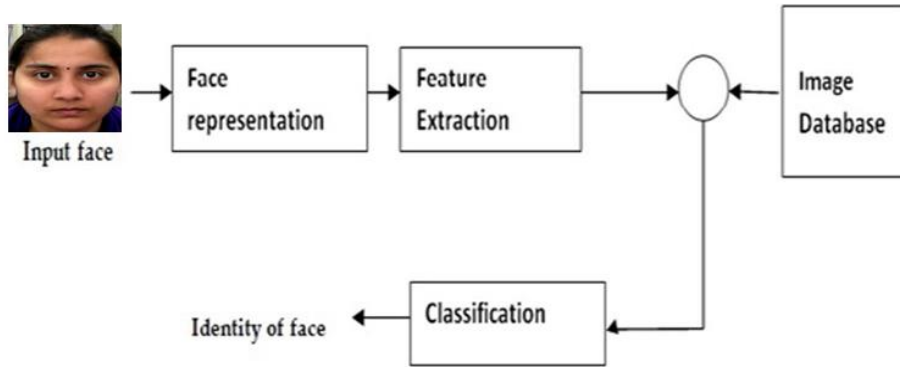 Face
representation
Feature
Extraction
Image
Database
Input face
Classification
Identity of face